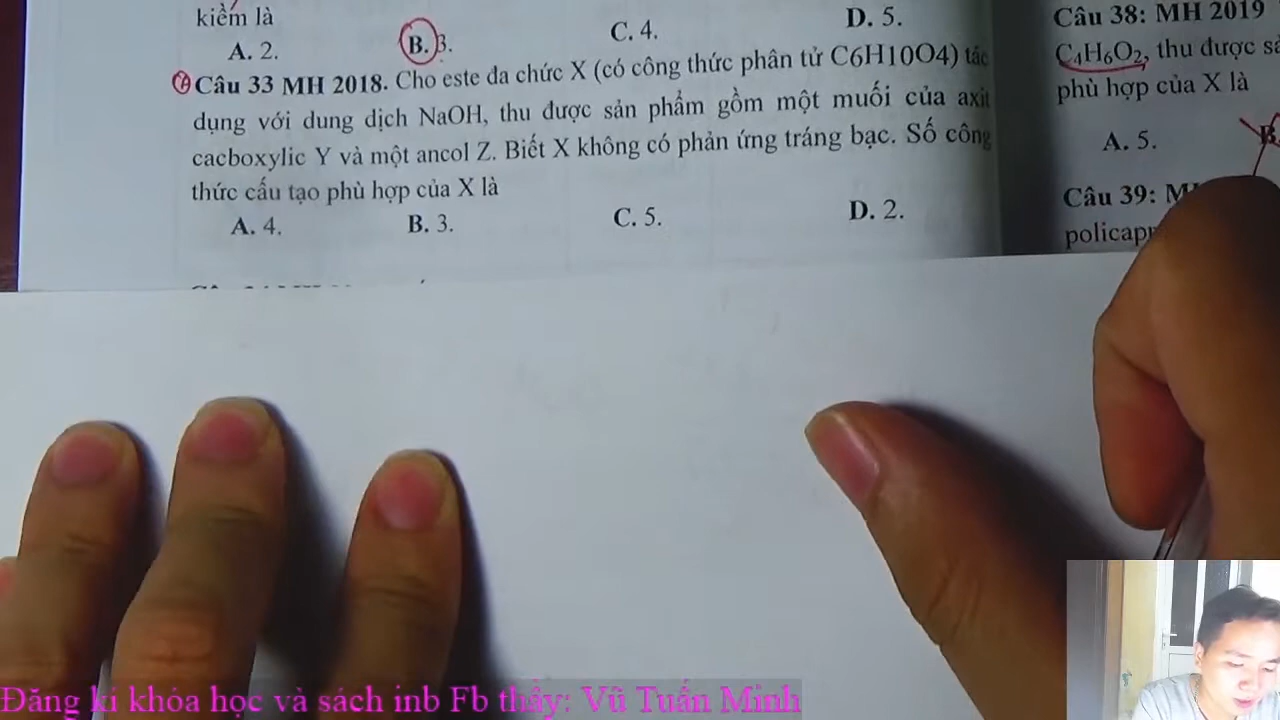 kiềm là
A. 2. B. 3. C. 4. D. 5.
Câu 33 MH 2018. Cho este đa chức X (có công thức phân tử C6H10O4) tác
dụng với dung dịch NaOH, thu được sản phẩm gồm một muối của axit
cacboxylic Y và một ancol Z. Biết X không có phản ứng tráng bạc. Số công
thức cấu tạo phù hợp của X là
A. 4. B. 3. C. 5. D. 2.
Câu 38: MH 2019
C4H6O2, thu được
phù hợp của X là
A. 5. B.
Câu 39:
Đăng kí khóa học và sách inb Fb thầy: Vũ Tuấn Minh